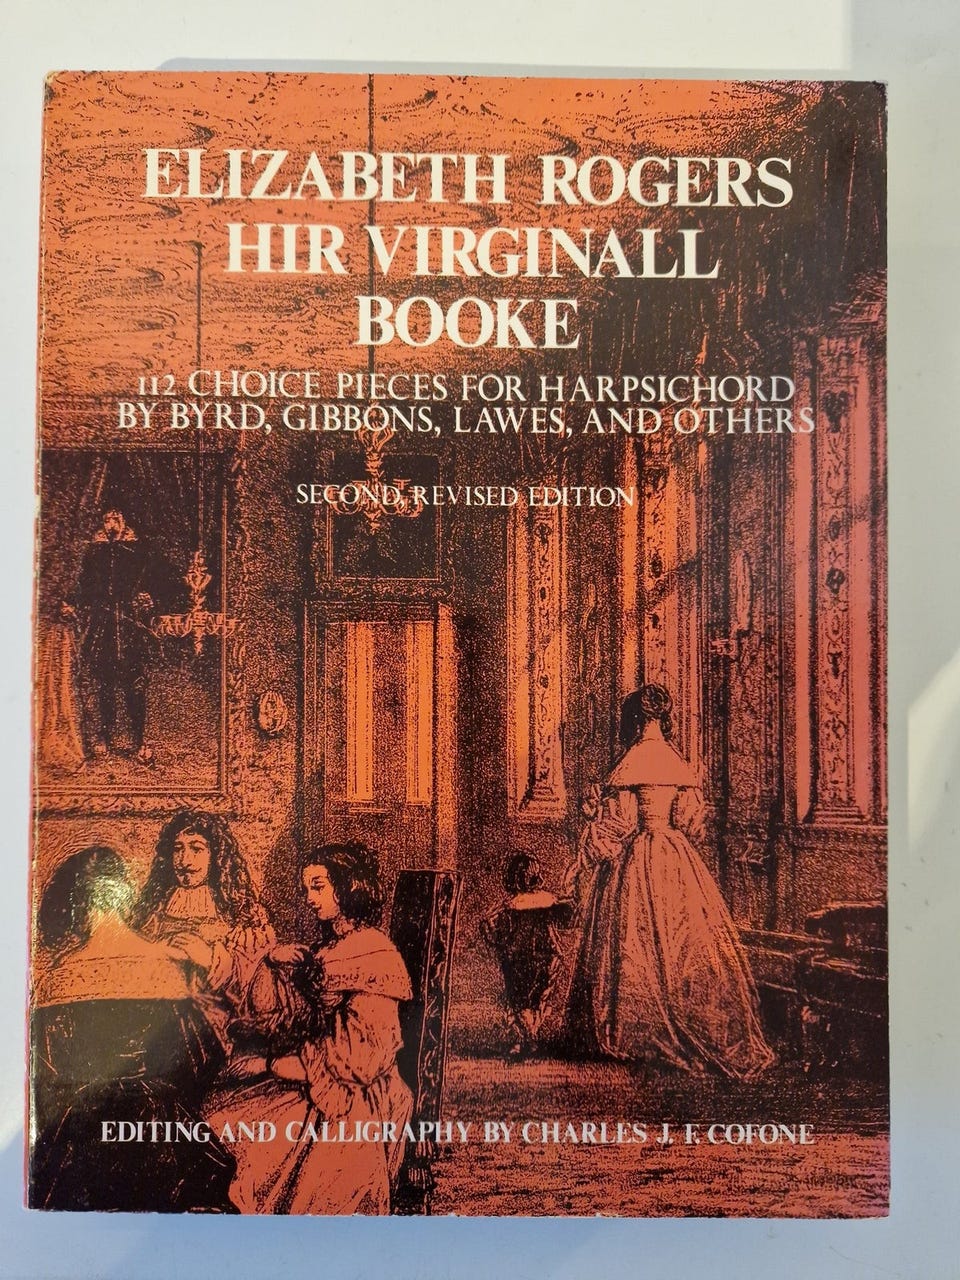 ELIZABETH ROGERS
HIR VIRGINALL
BOOKE
112 CHOICE PIECES FOR HARPSICHORD
BY BYRD, GIBBONS, LAWES, AND OTHERS
SECOND, REVISED EDITION
EDITING AND CALLIGRAPHY BY CHARLES J. F. COFONE